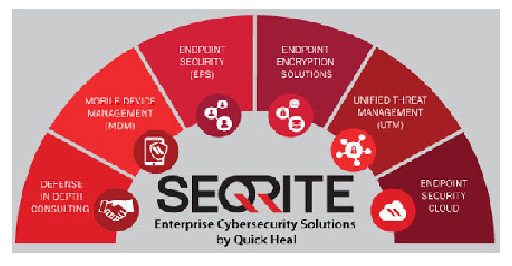 DEFENSE
IN DEPTH
CONSULTING
MOBILE DEVICE
MANAGEMENT
(MDM)
ENDPOINT
SECURITY
(EPS)
ENDPOINT
ENCRYPTION
SOLUTIONS
UNIFIED THREAT
MANAGEMENT
(UTM)
ENDPOINT
SECURITY
CLOUD
SEQRITE
Enterprise Cybersecurity Solutions
by Quick Heal